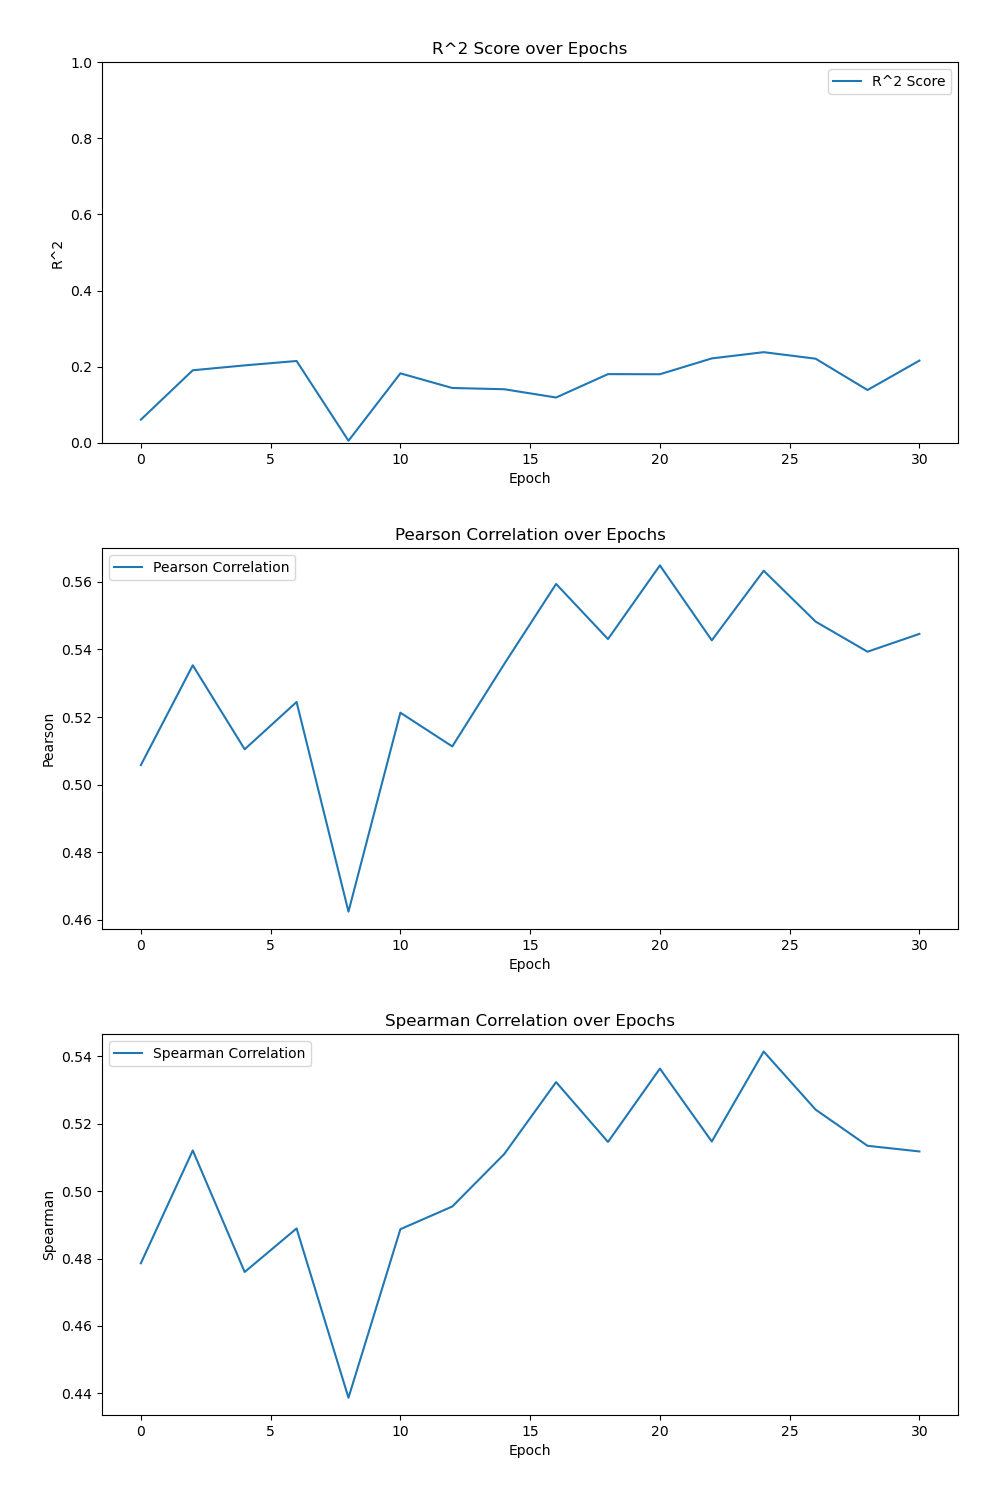 R^2 Score over Epochs
1.0
R^2 Score
0.8
0.6
R^2
0.4
0.2
0.0
0 5 10 15 20 25 30
Epoch
Pearson Correlation over Epochs
Pearson Correlation
0.56
0.54
0.52
Pearson
0.50
0.48
0.46
0 5 10 15 20 25 30
Epoch
Spearman Correlation over Epochs
Spearman Correlation
0.54
0.52
0.50
Spearman
0.48
0.46
0.44
0 5 10 15 20 25 30
Epoch